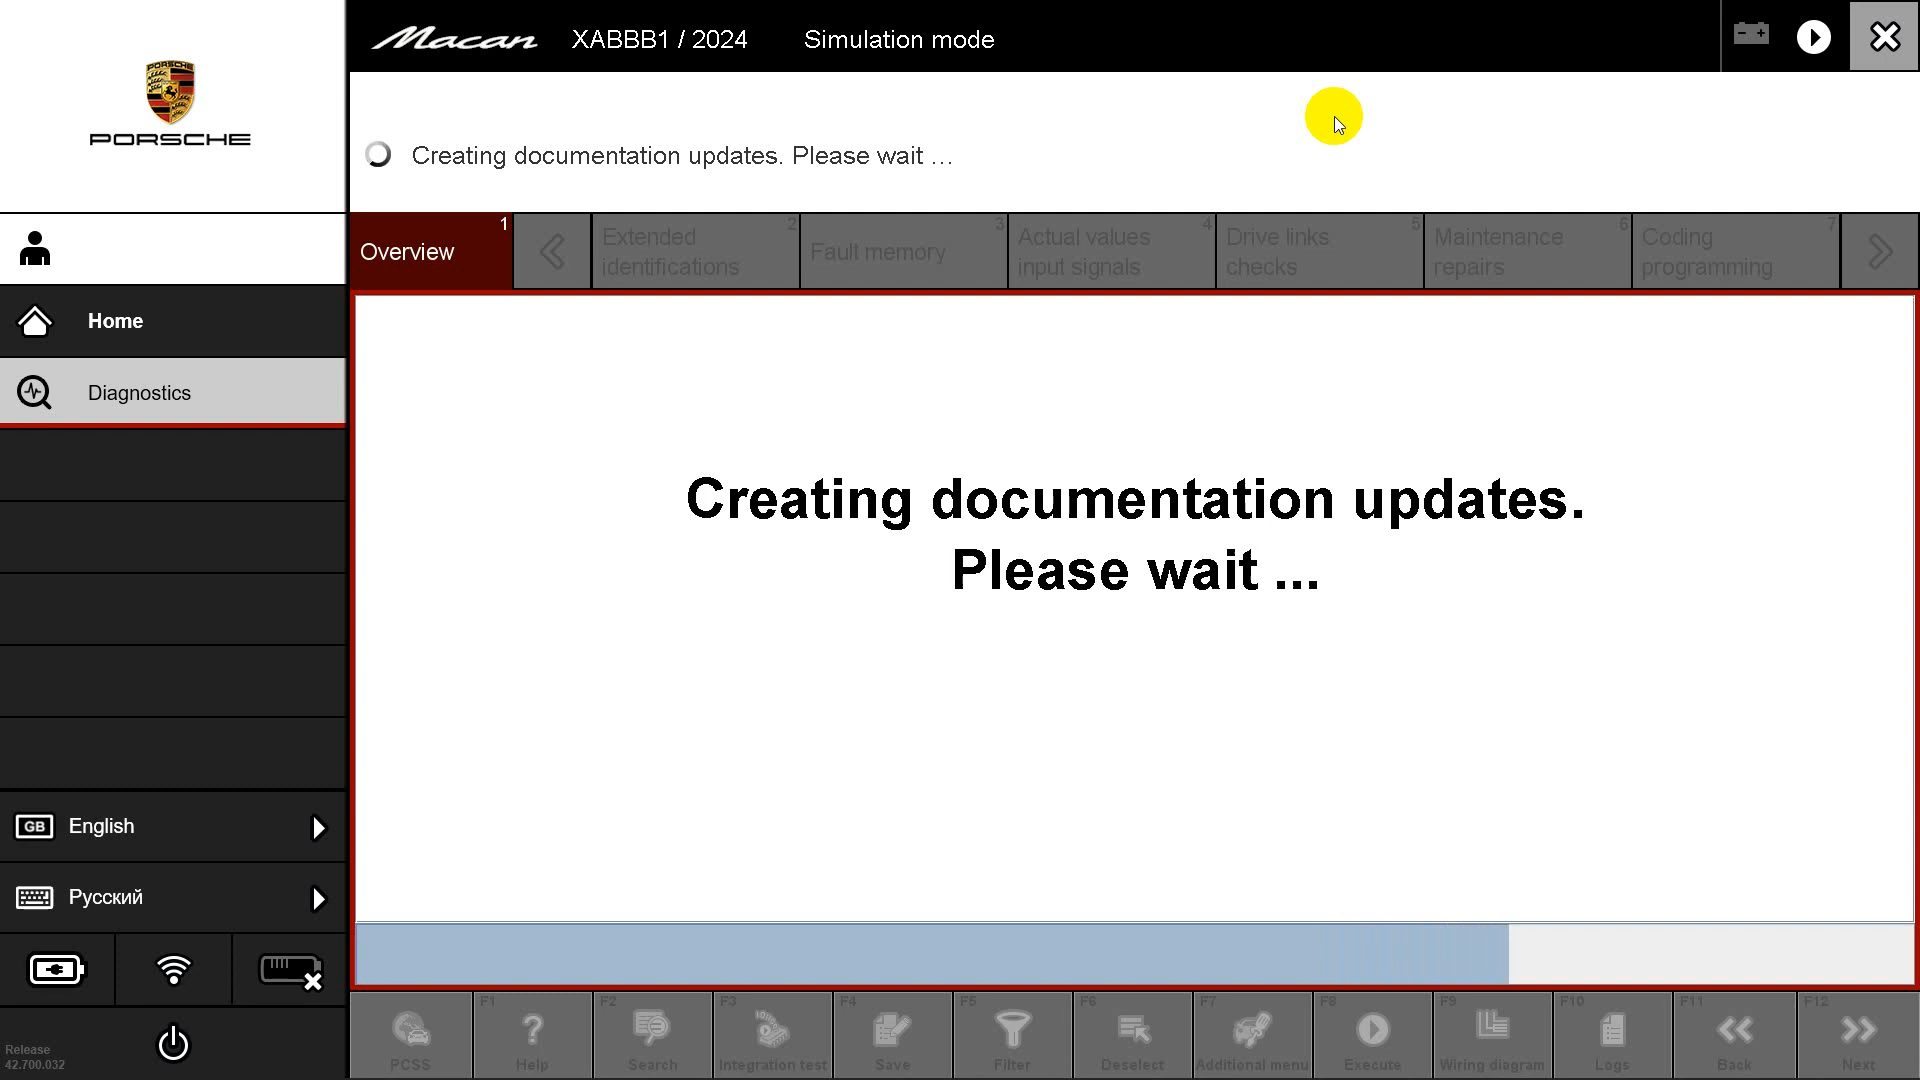 Macan XABBB1 / 2024 Simulation mode
PORSCHE
PORSCHE
Creating documentation updates. Please wait ...
Overview 1
Extended identifications 2
Fault memory 3
Actual values input signals 4
Drive links checks 5
Maintenance repairs 6
Coding programming 7
Home
Diagnostics
Creating documentation updates.
Please wait ...
GB English
Русский
Release
42.700.032
PCSS
F1 Help
F2 Search
F3 Integration test
F4 Save
F5 Filter
F6 Deselect
F7 Additional menu
F8 Execute
F9 Wiring diagram
F10 Logs
F11 Back
F12 Next